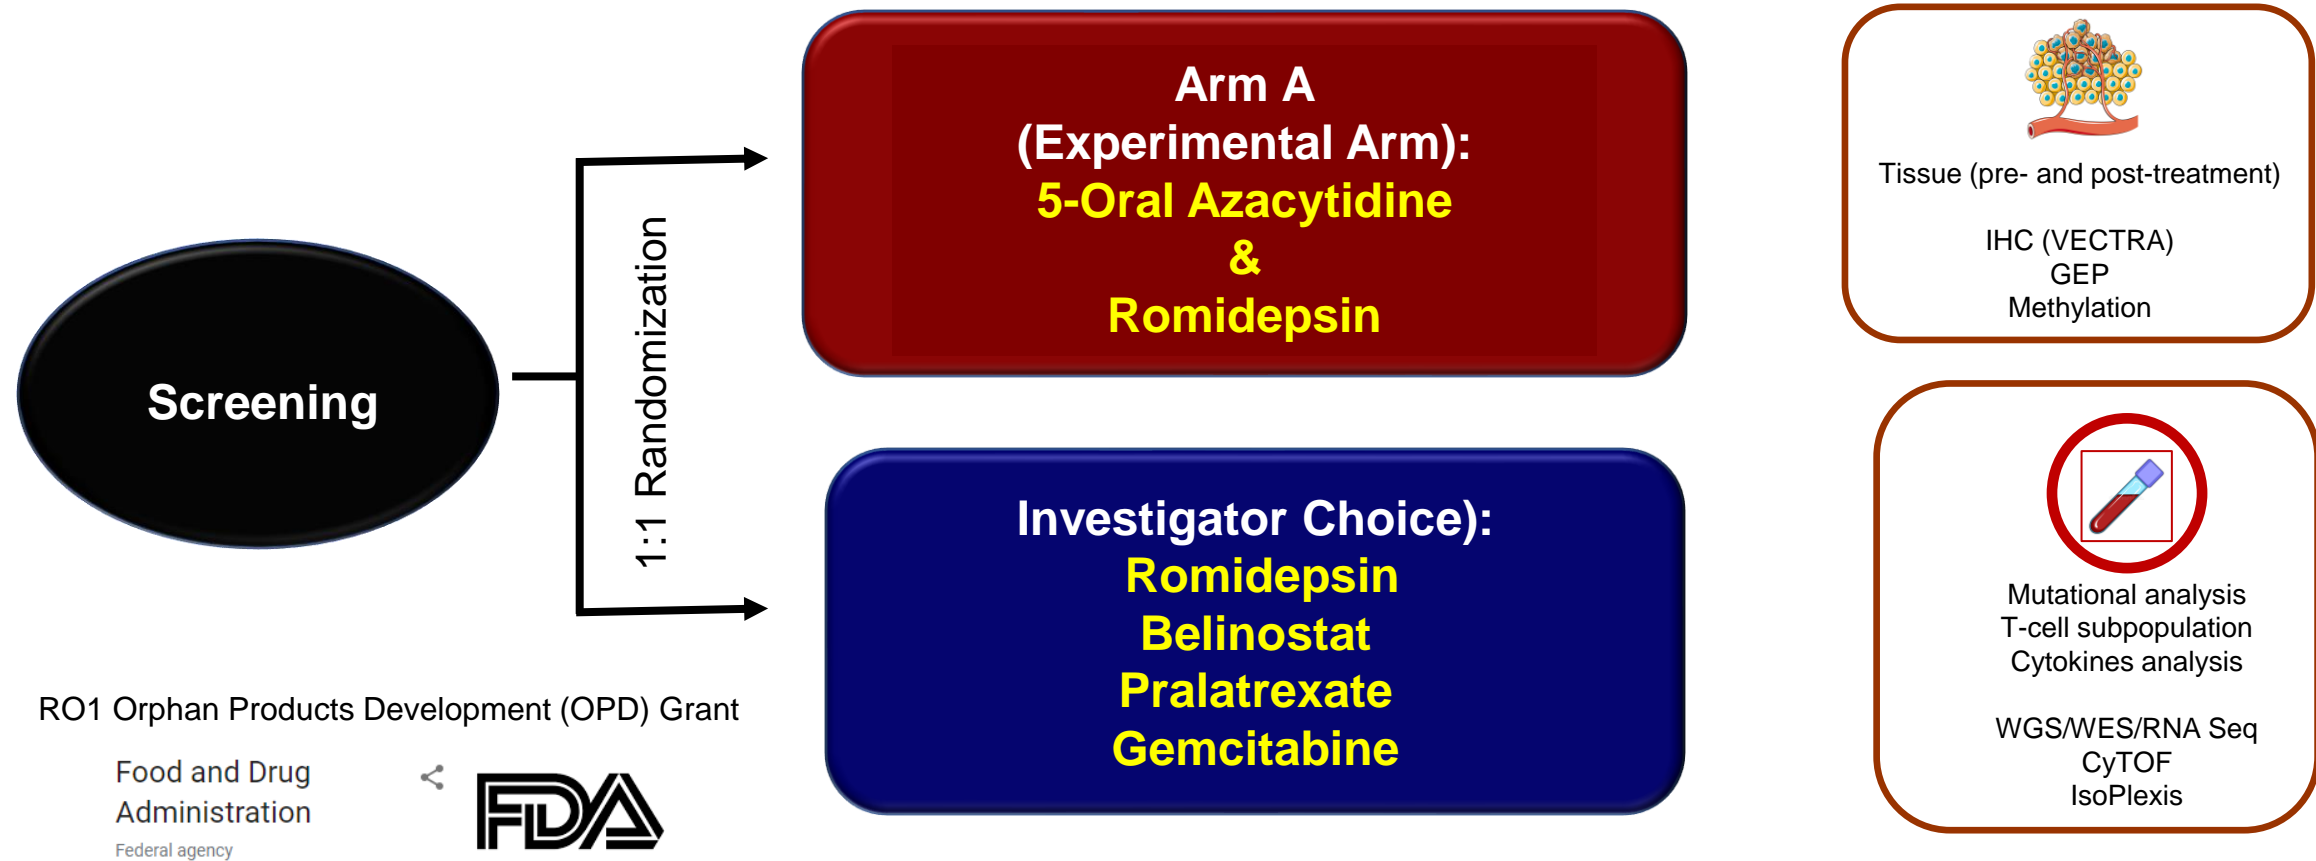 Screening
1:1 Randomization
Arm A
(Experimental Arm):
5-Oral Azacytidine
&
Romidepsin
Investigator Choice):
Romidepsin
Belinostat
Pralatrexate
Gemcitabine
Tissue (pre- and post-treatment)
IHC (VECTRA)
GEP
Methylation
Mutational analysis
T-cell subpopulation
Cytokines analysis
WGS/WES/RNA Seq
CyTOF
IsoPlexis
RO1 Orphan Products Development (OPD) Grant
Food and Drug
Administration
Federal agency
FDA